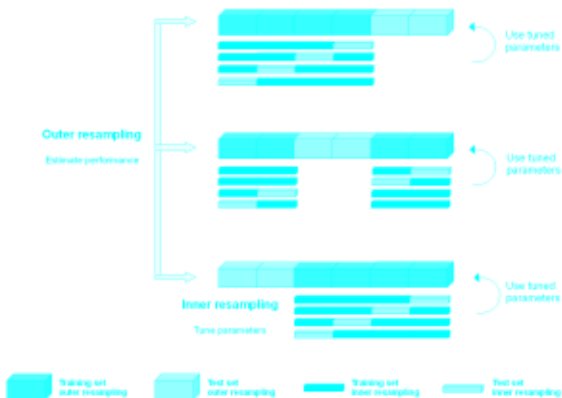 Use tuned
parameters
Outer resampling
Estimate performance
Use tuned
parameters
Inner resampling
Tune parameters
Use tuned
parameters
Training set
outer resampling
Test set
outer resampling
Training set
inner resampling
Test set
inner resampling